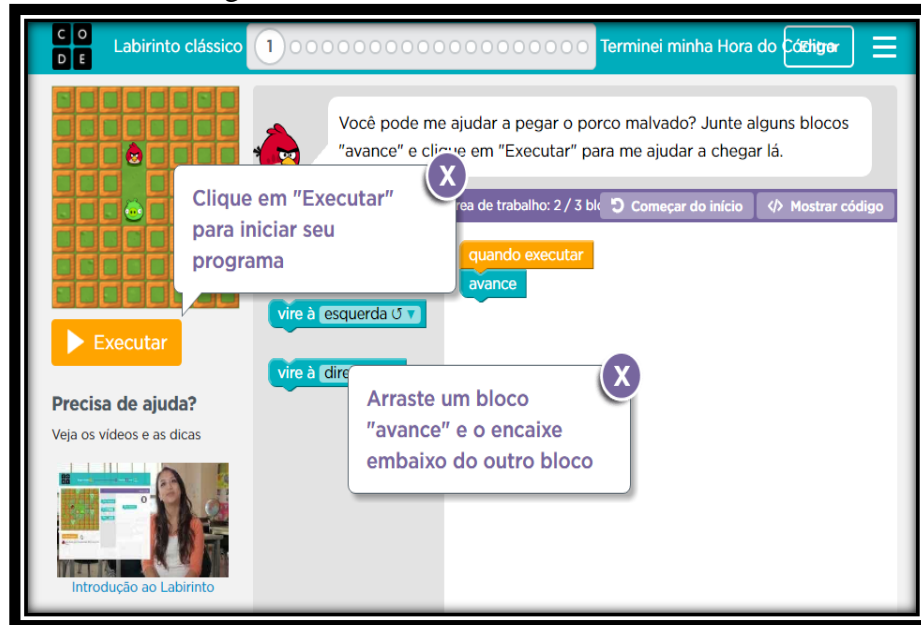 C O
D E
Labirinto clássico
1
Terminei minha Hora do Código
Você pode me ajudar a pegar o porco malvado? Junte alguns blocos
"avance" e clique em "Executar" para me ajudar a chegar lá.
Clique em "Executar"
para iniciar seu
programa
X
de trabalho: 2 / 3
Começar do início
</> Mostrar código
quando executar
avance
vire à esquerda
vire à
Executar
Arraste um bloco
"avance" e o encaixe
embaixo do outro bloco
X
Precisa de ajuda?
Veja os vídeos e as dicas
Introdução ao Labirinto